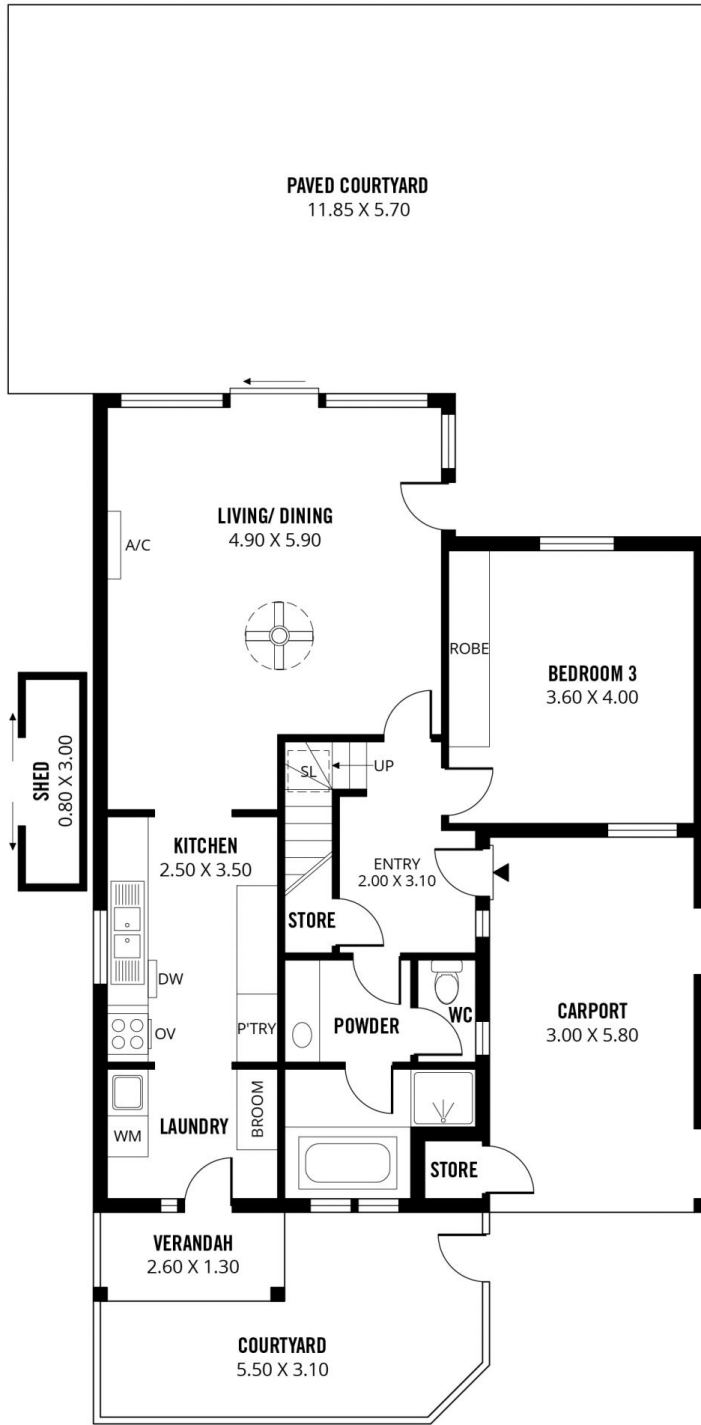 PAVED COURTYARD
11.85 X 5.70
LIVING/ DINING
4.90 X 5.90
A/C
ROBE
BEDROOM 3
3.60 X 4.00
SHED
0.80 X 3.00
SL
UP
KITCHEN
2.50 X 3.50
ENTRY
2.00 X 3.10
STORE
DW
OV
P'TRY
POWDER
WC
CARPORT
3.00 X 5.80
WM
LAUNDRY
BROOM
STORE
VERANDAH
2.60 X 1.30
COURTYARD
5.50 X 3.10